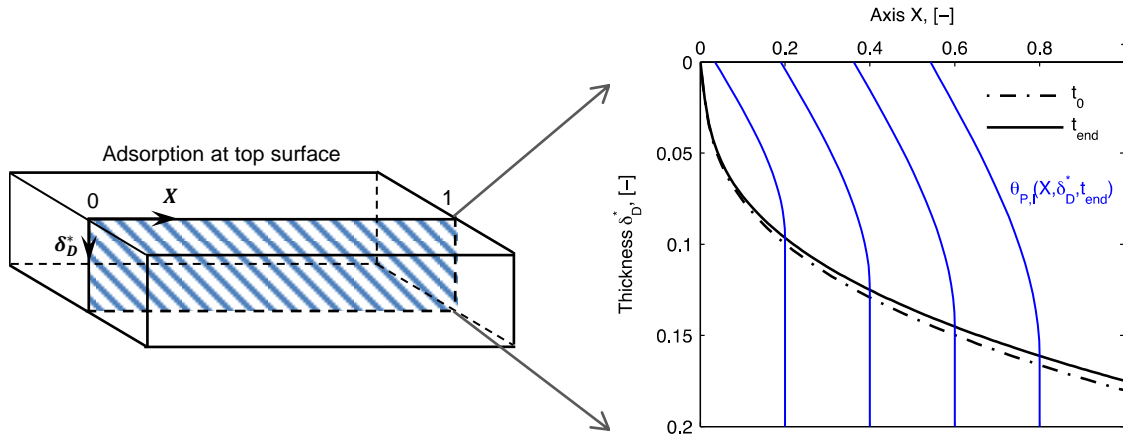 Adsorption at top surface
0
X
1
δ*D
Axis X, [−]
0
0.2
0.4
0.6
0.8
1
Thickness δ*D, [−]
0
0.05
0.1
0.15
0.2
t0
tend
θP,I(X,δ*D,tend)